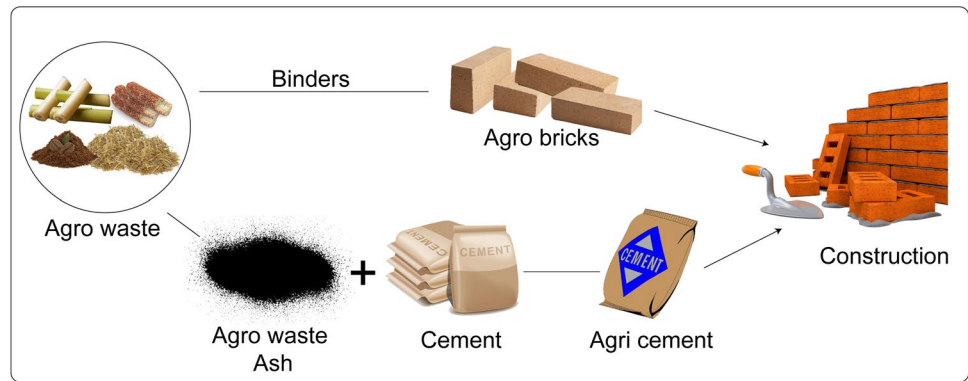 Binders
Agro bricks
Agro waste
CEMENT
CEMENT
CEMENT
Construction
Agro waste
Ash
Cement
Agri cement